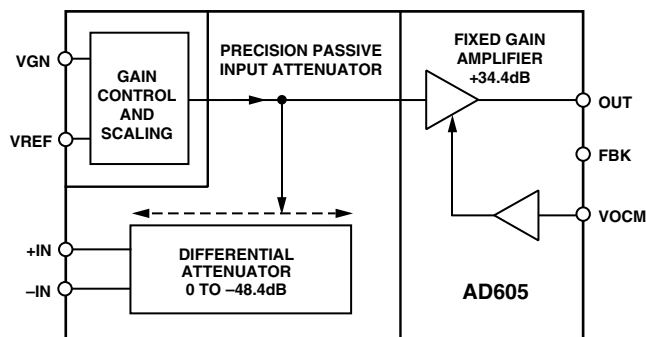 VGN
VREF
GAIN
CONTROL
AND
SCALING
PRECISION PASSIVE
INPUT ATTENUATOR
FIXED GAIN
AMPLIFIER
+34.4dB
OUT
FBK
VOCM
+IN
–IN
DIFFERENTIAL
ATTENUATOR
0 TO –48.4dB
AD605